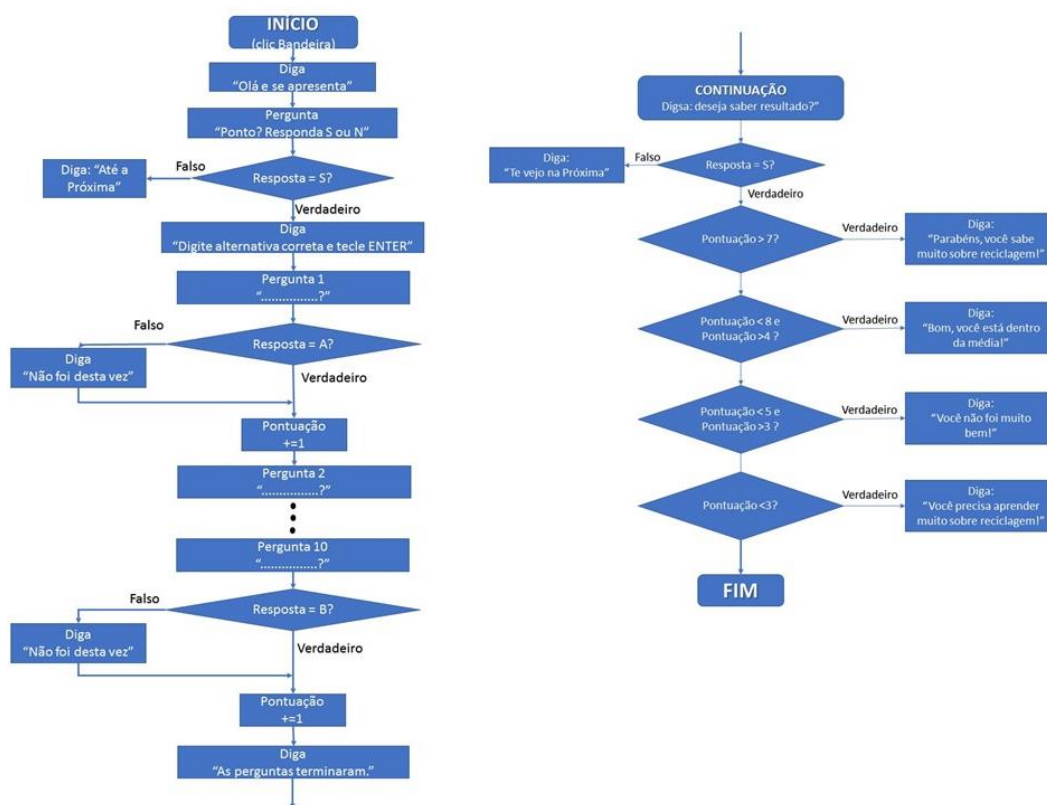 INÍCIO
(clic Bandeira)
Diga
“Olá e se apresenta”
Pergunta
“Ponto? Responda S ou N”
Falso
Resposta = S?
Diga: “Até a
Próxima”
Verdadeiro
Diga
“Digite alternativa correta e tecle ENTER”
Pergunta 1
“................?”
Falso
Resposta = A?
Diga
“Não foi desta vez”
Verdadeiro
Pontuação
+=1
Pergunta 2
“................?”
Pergunta 10
“................?”
Falso
Resposta = B?
Diga
“Não foi desta vez”
Verdadeiro
Pontuação
+=1
Diga
“As perguntas terminaram.”
CONTINUAÇÃO
Digsa: deseja saber resultado?”
Falso
Resposta = S?
Diga:
“Te vejo na Próxima”
Verdadeiro
Pontuação > 7?
Verdadeiro
Diga:
“Parabéns, você sabe
muito sobre reciclagem!”
Pontuação < 8 e
Pontuação >4 ?
Verdadeiro
Diga:
“Bom, você está dentro
da média!”
Pontuação < 5 e
Pontuação >3 ?
Verdadeiro
Diga:
“Você não foi muito
bem!”
Pontuação <3?
Verdadeiro
Diga:
“Você precisa aprender
muito sobre reciclagem!”
FIM